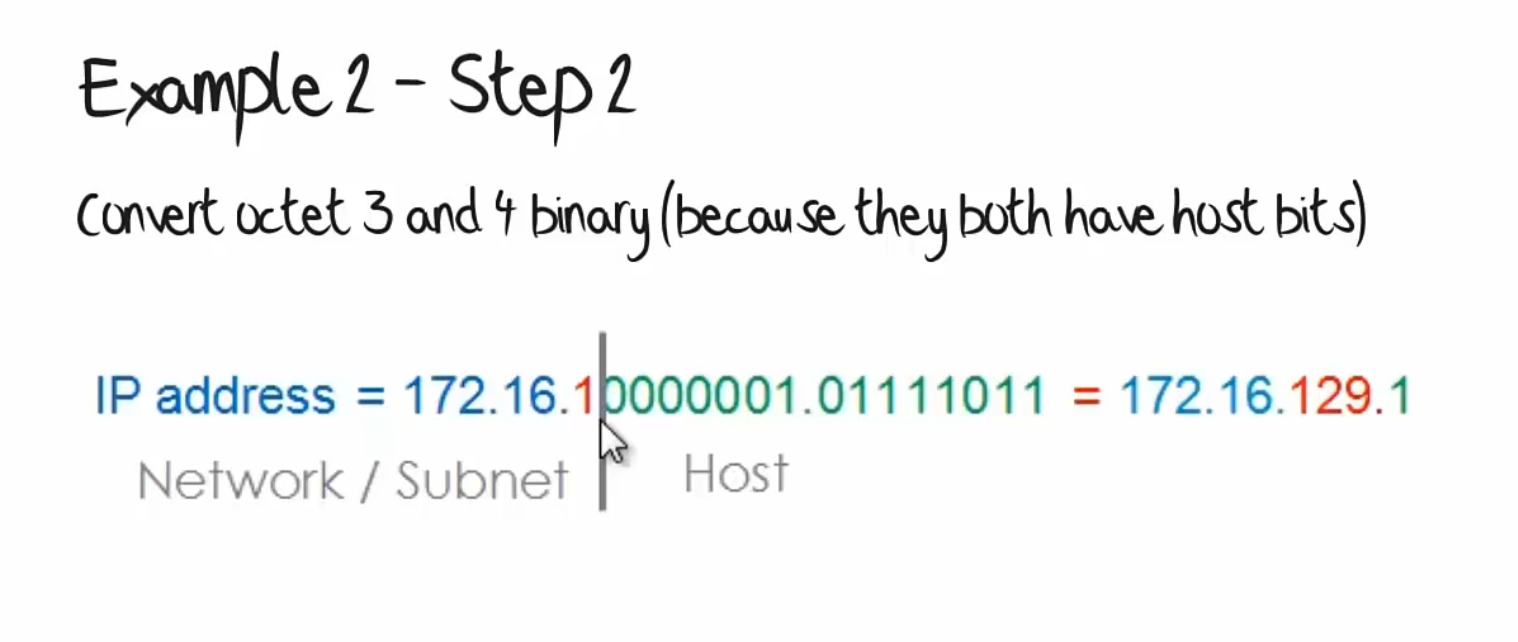 Example 2 - Step 2
Convert octet 3 and 4 binary (because they both have host bits)
IP address = 172.16.10000001.01111011 = 172.16.129.1
Network / Subnet Host